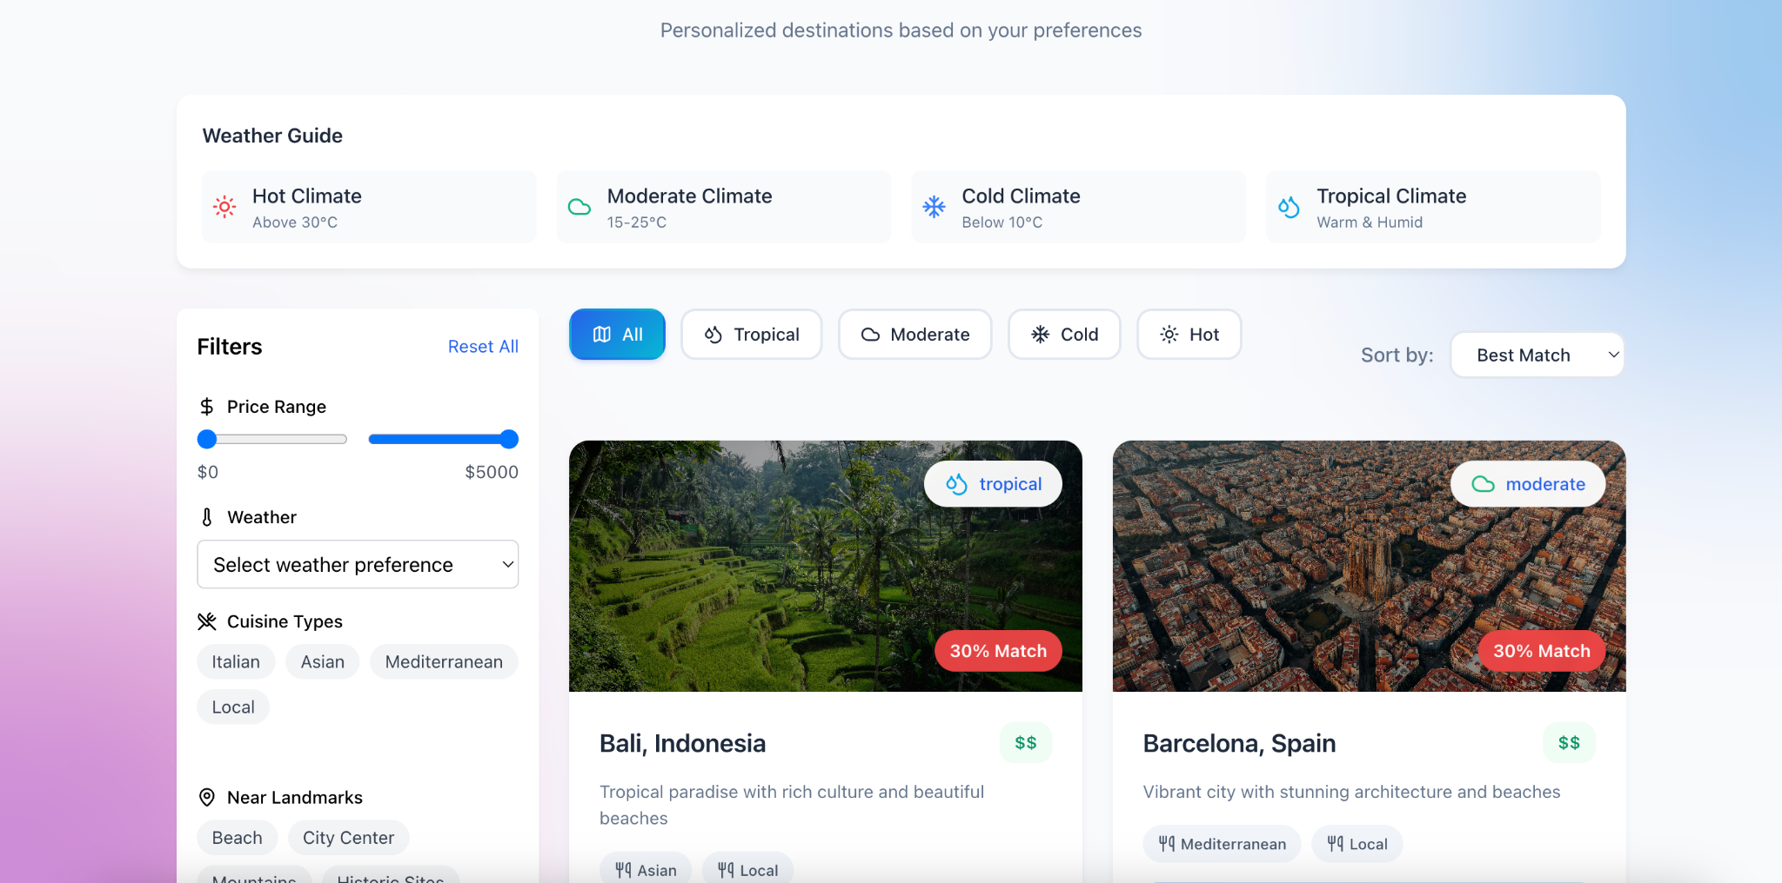 Personalized destinations based on your preferences
Weather Guide
Hot Climate
Above 30°C
Moderate Climate
15-25°C
Cold Climate
Below 10°C
Tropical Climate
Warm & Humid
Filters
Reset All
Price Range
$0
$5000
Weather
Select weather preference
Cuisine Types
Italian
Asian
Mediterranean
Local
Near Landmarks
Beach
City Center
Mountains
Historic Sites
All
Tropical
Moderate
Cold
Hot
Sort by:
Best Match
tropical
30% Match
Bali, Indonesia
$$
Tropical paradise with rich culture and beautiful
beaches
Asian
Local
moderate
30% Match
Barcelona, Spain
$$
Vibrant city with stunning architecture and beaches
Mediterranean
Local